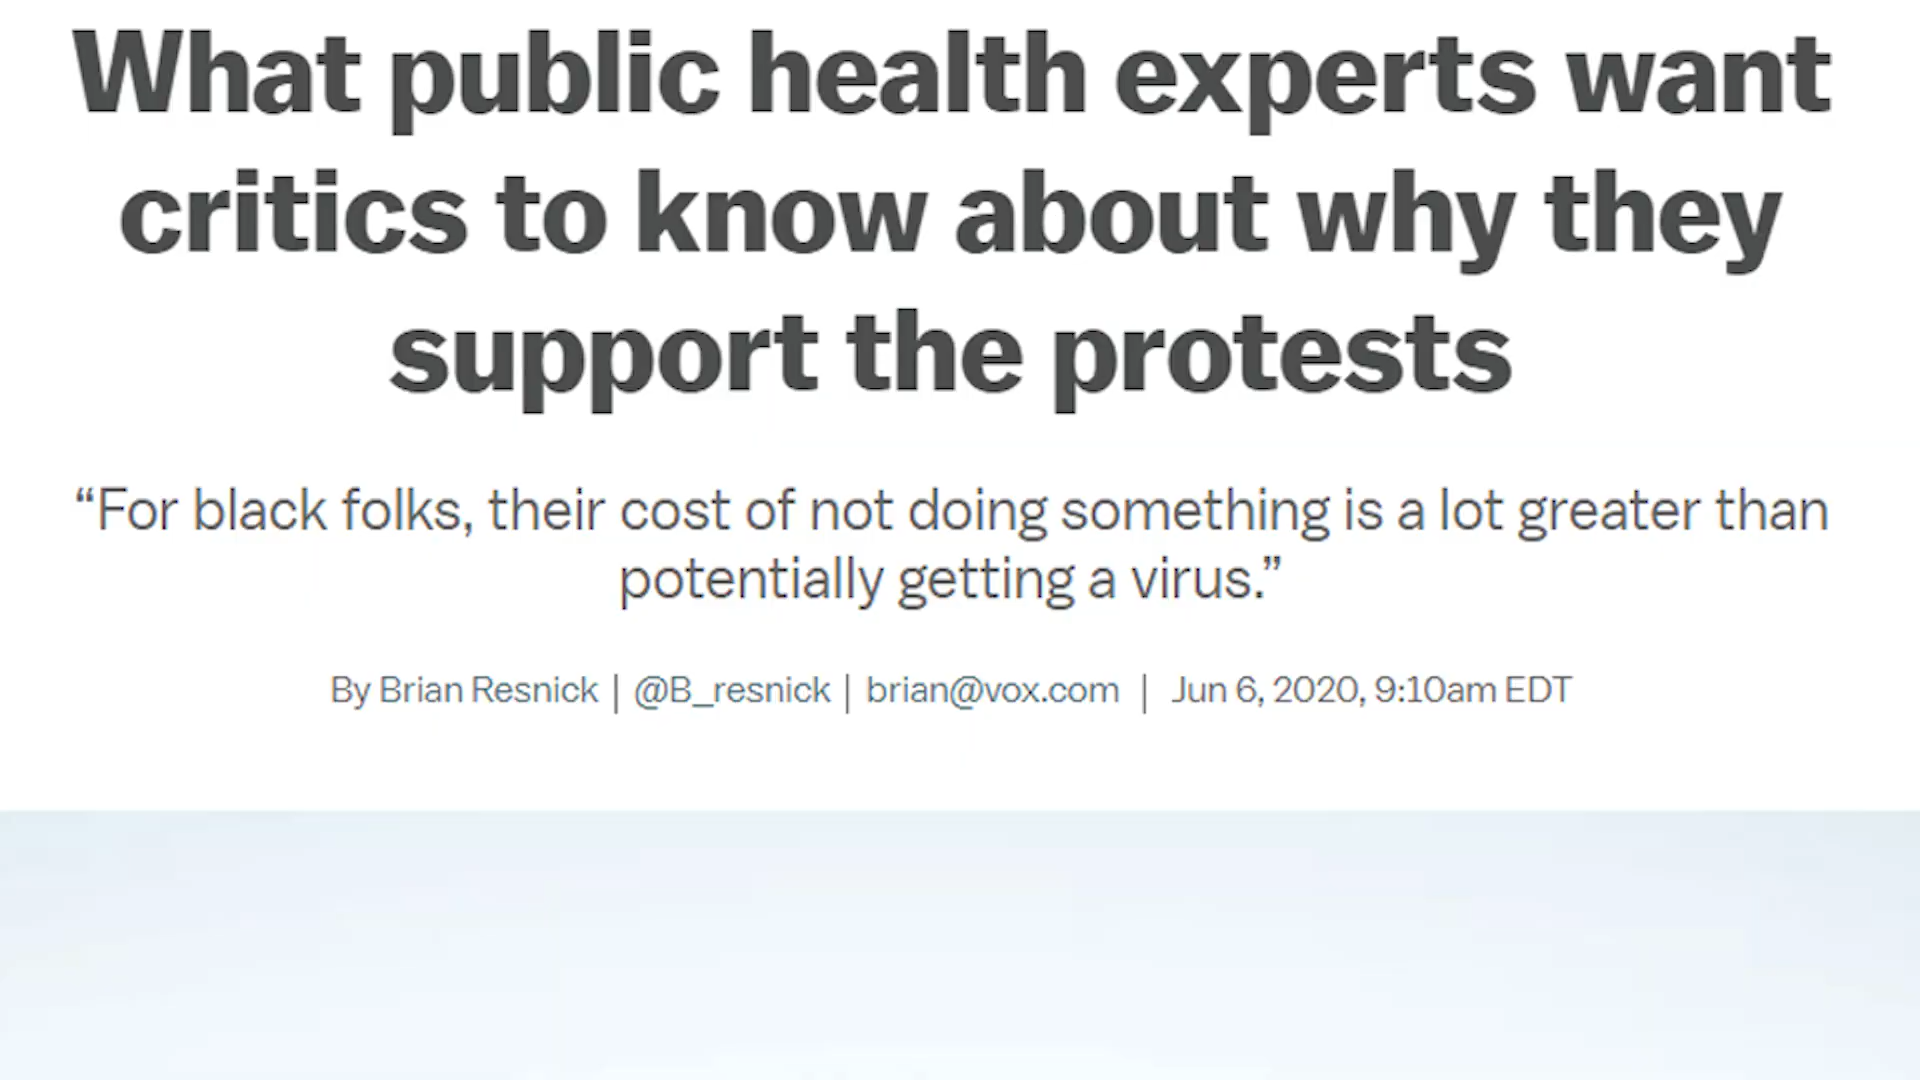 What public health experts want
critics to know about why they
support the protests
“For black folks, their cost of not doing something is a lot greater than
potentially getting a virus.”
By Brian Resnick | @B_resnick | brian@vox.com | Jun 6, 2020, 9:10am EDT